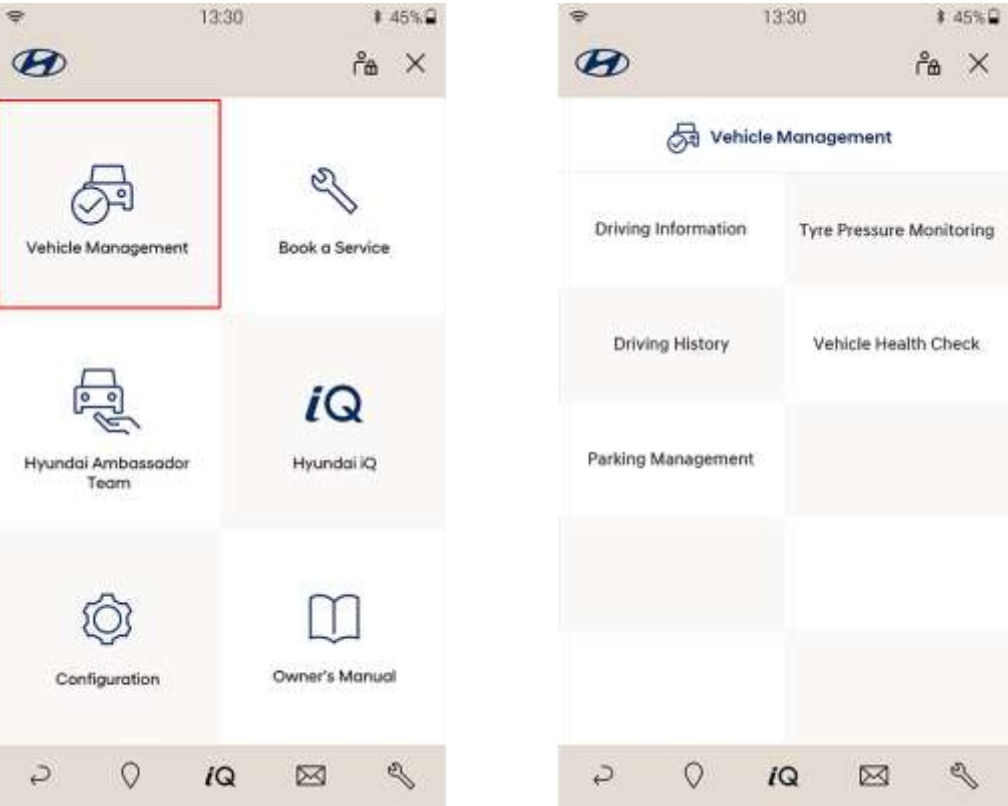 13:30
45%
Vehicle Management
Book a Service
Hyundai Ambassador
Team
iQ
Hyundai iQ
Configuration
Owner's Manual
iQ
13:30
45%
Vehicle Management
Driving Information
Tyre Pressure Monitoring
Driving History
Vehicle Health Check
Parking Management
iQ